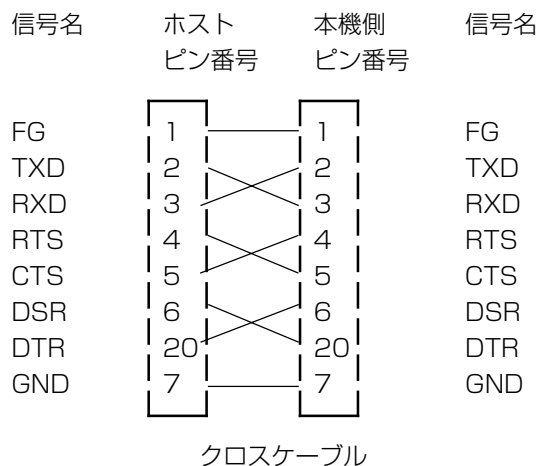 信号名 ホスト 本機側 信号名
ピン番号 ピン番号
FG 1 1 FG
TXD 2 2 TXD
RXD 3 3 RXD
RTS 4 4 RTS
CTS 5 5 CTS
DSR 6 6 DSR
DTR 20 20 DTR
GND 7 7 GND
クロスケーブル